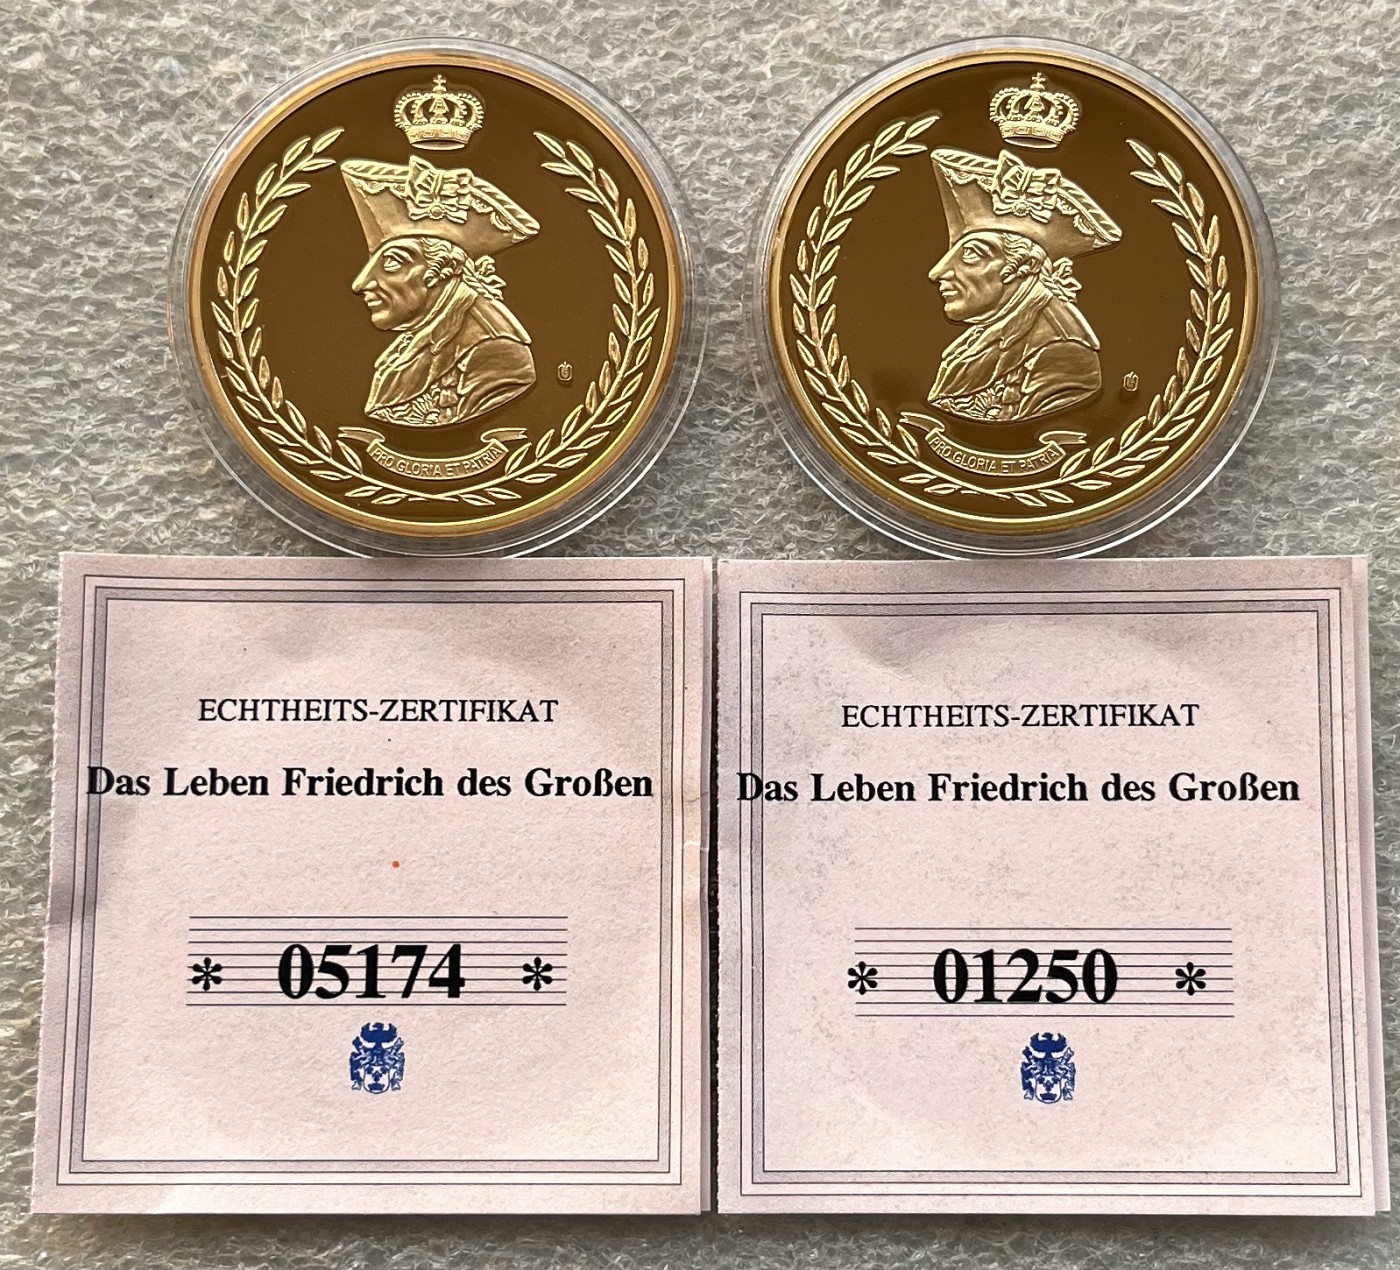 PRO GLORIA ET PATRIA
PRO GLORIA ET PATRIA
ECHTHEITS-ZERTIFIKAT
Das Leben Friedrich des Großen
* 05174 *
ECHTHEITS-ZERTIFIKAT
Das Leben Friedrich des Großen
* 01250 *